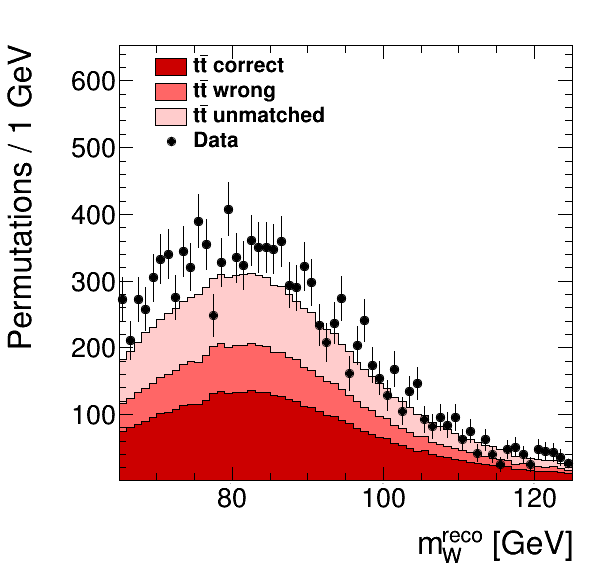 Permutations / 1 GeV
600
500
400
300
200
100
tt̄ correct
tt̄ wrong
tt̄ unmatched
Data
80
100
120
m_W^reco [GeV]